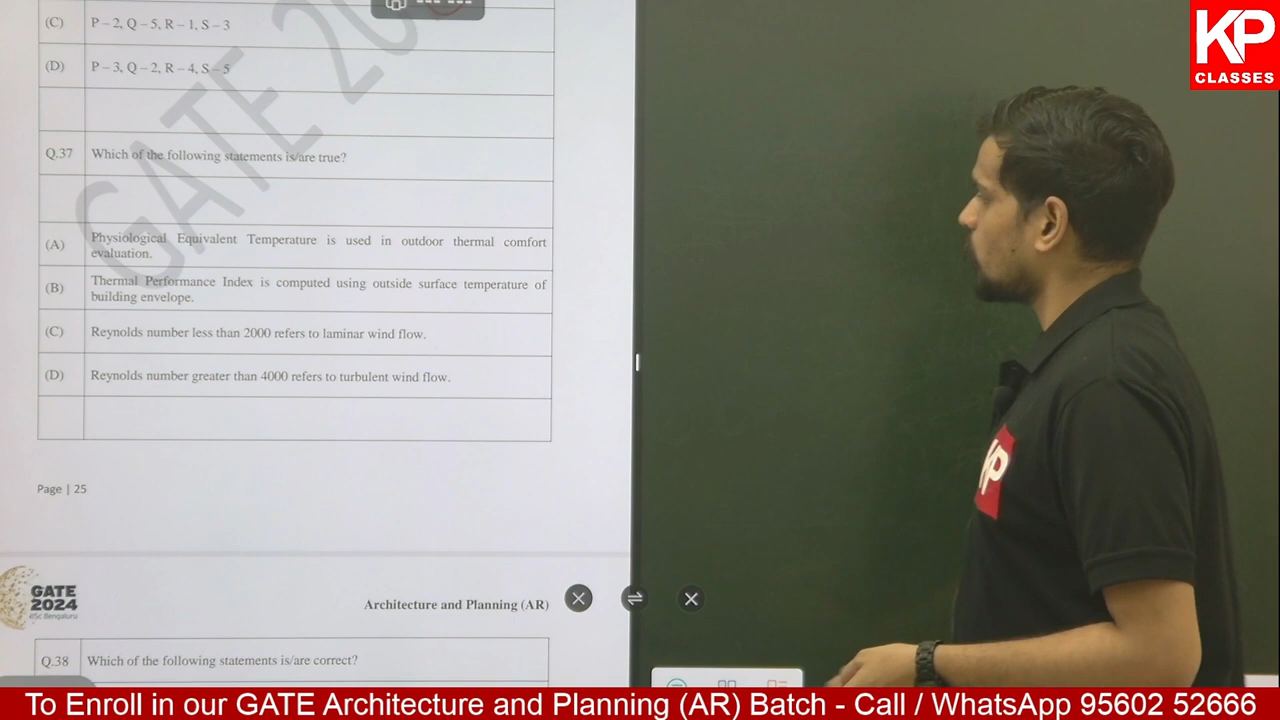 (C) P – 2, Q – 5, R – 1, S – 3
(D) P – 3, Q – 2, R – 4, S – 5
Q.37 Which of the following statements is/are true?
(A) Physiological Equivalent Temperature is used in outdoor thermal comfort
evaluation.
(B) Thermal Performance Index is computed using outside surface temperature of
building envelope.
(C) Reynolds number less than 2000 refers to laminar wind flow.
(D) Reynolds number greater than 4000 refers to turbulent wind flow.
GATE 20
Page | 25
GATE
2024
IISc Bengaluru
Architecture and Planning (AR)
Q.38 Which of the following statements is/are correct?
KP
CLASSES
KP
To Enroll in our GATE Architecture and Planning (AR) Batch - Call / WhatsApp 95602 52666